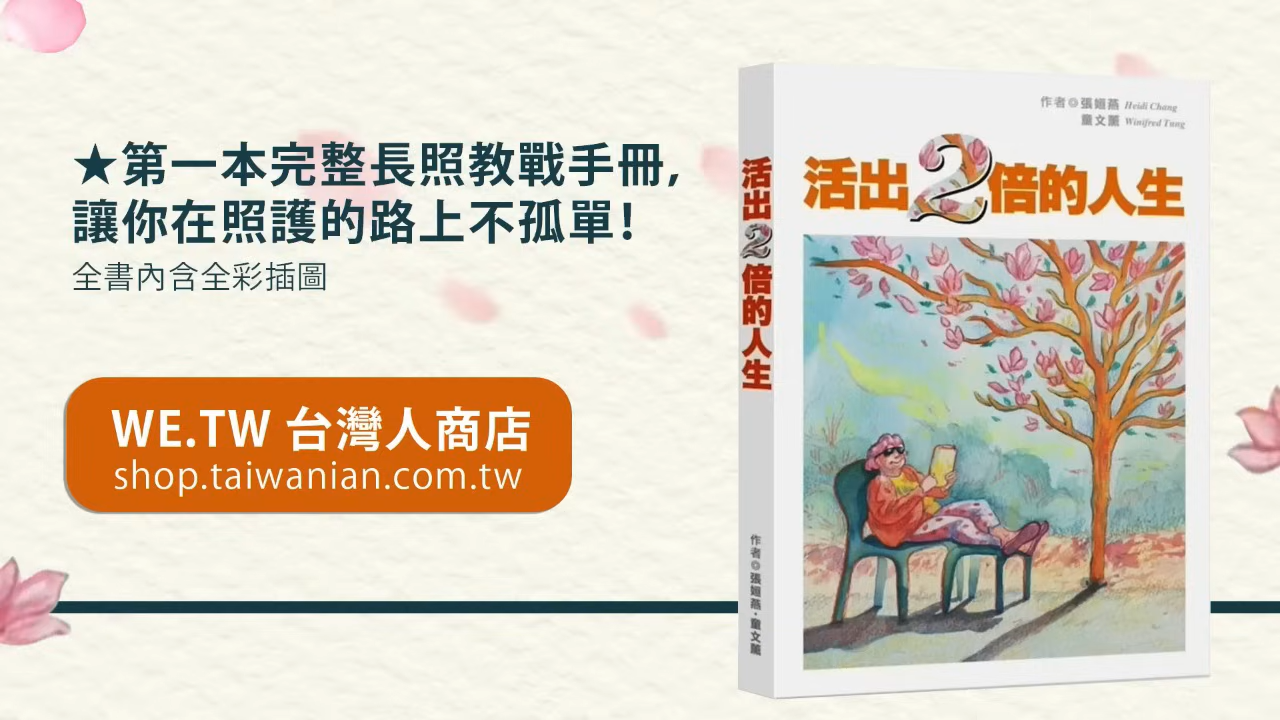 ★第一本完整長照教戰手冊,
讓你在照護的路上不孤單!
全書內含全彩插圖
WE.TW 台灣人商店
shop.taiwanian.com.tw
作者◎張姮燕 Heidi Chang
童文薰 Winifred Tung
活出2倍的人生
活出2倍的人生
作者◎張姮燕・童文薰